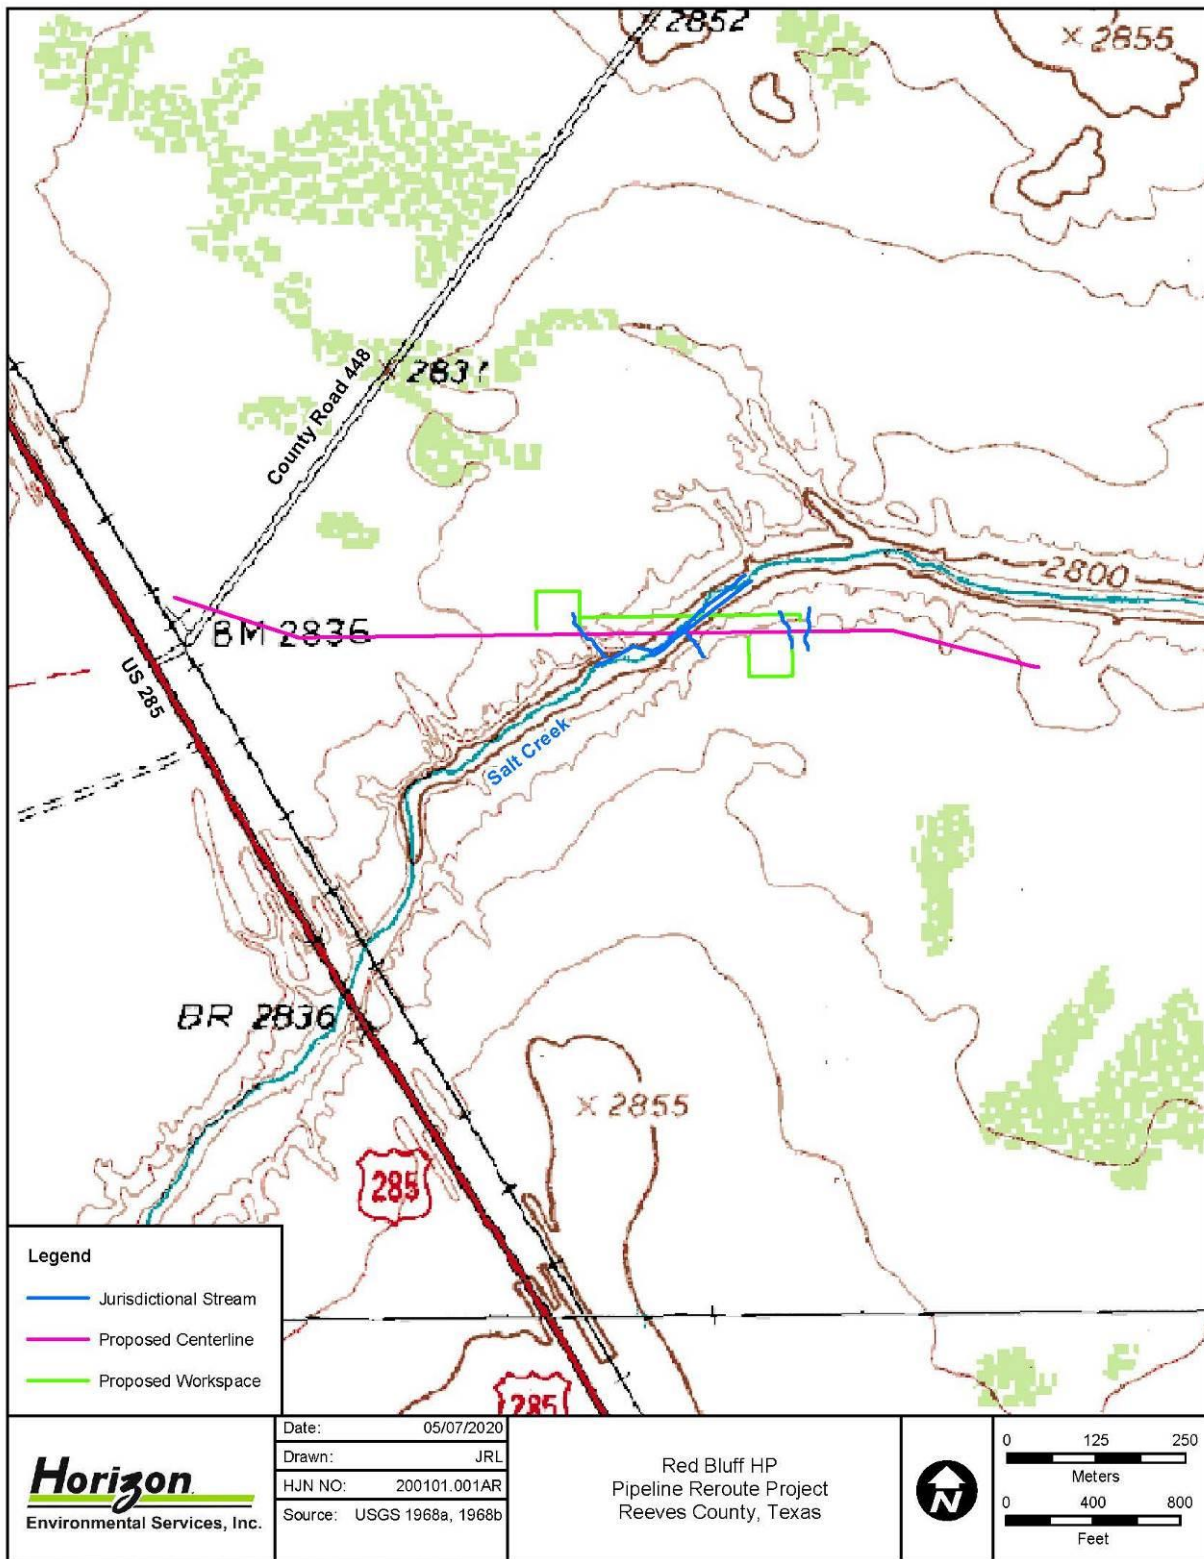 2852
× 2855
2831
County Road 448
2800
BM 2836
US 285
Salt Creek
BR 2836
× 2855
285
285
Legend
Jurisdictional Stream
Proposed Centerline
Proposed Workspace
Horizon
Environmental Services, Inc.
Date: 05/07/2020
Drawn: JRL
HJN NO: 200101.001AR
Source: USGS 1968a, 1968b
Red Bluff HP
Pipeline Reroute Project
Reeves County, Texas
N
0 125 250
Meters
0 400 800
Feet